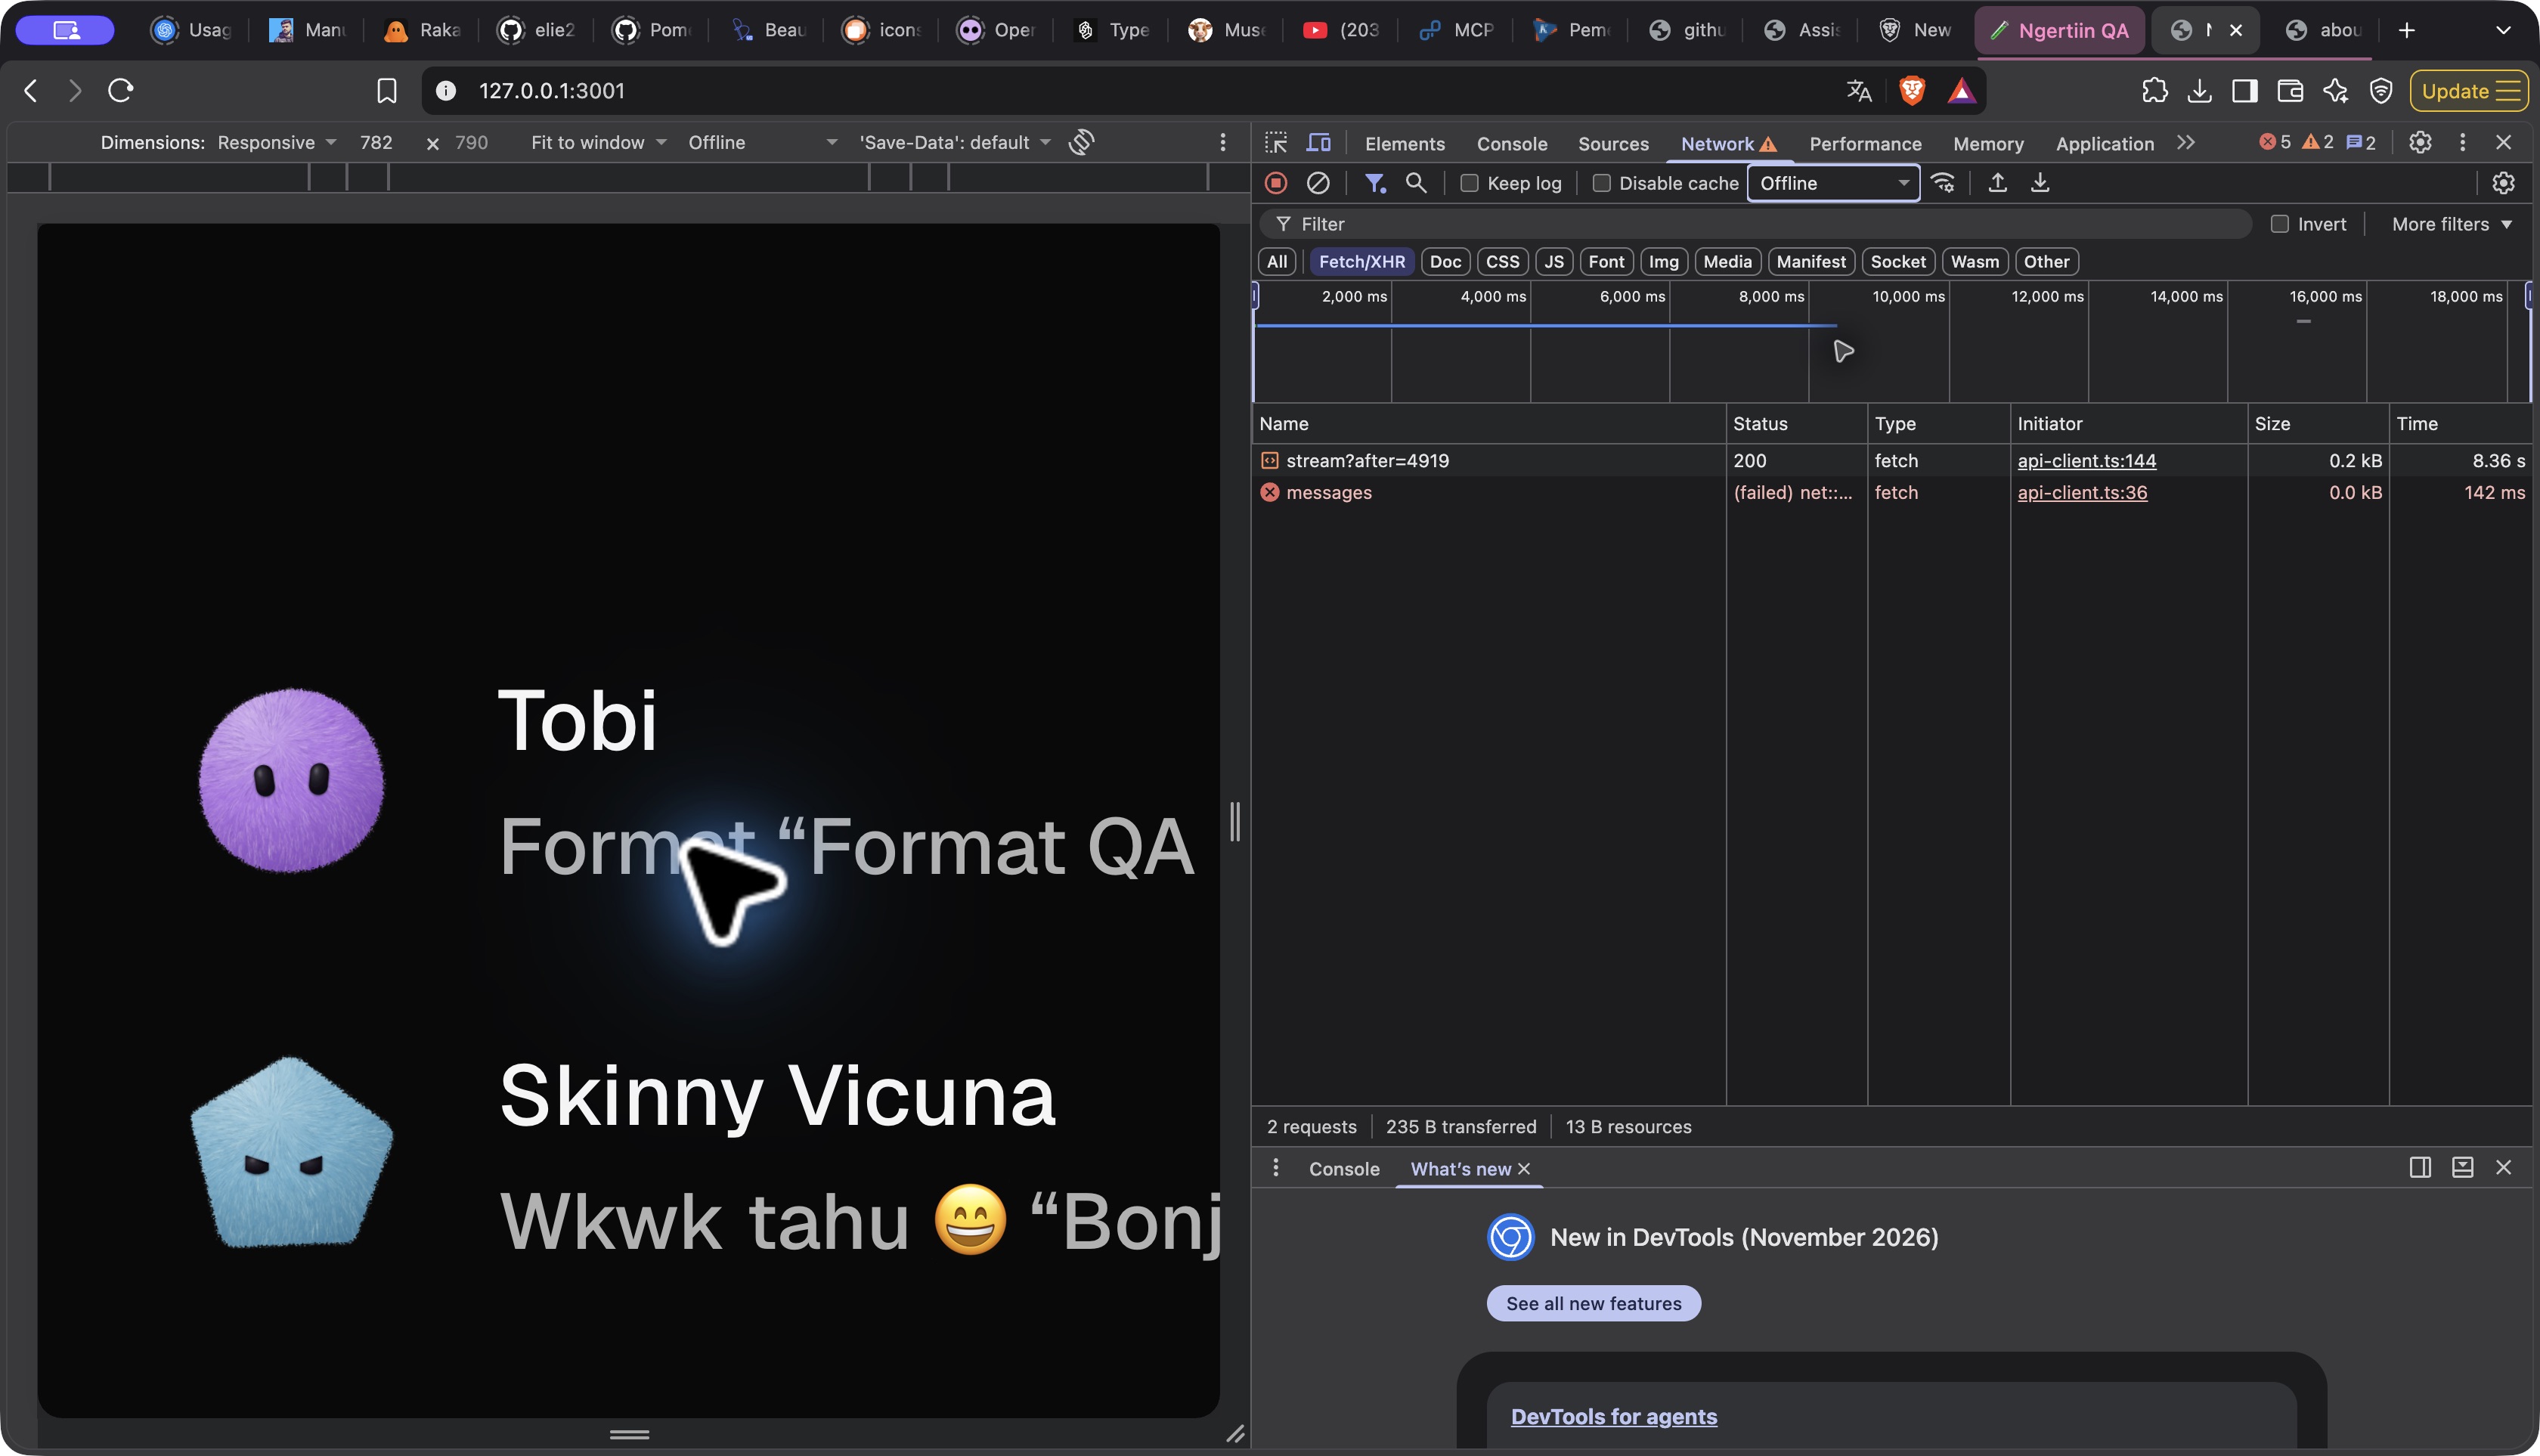 Usag
Manu
Raka
elie2
Pom
Beau
icons
Oper
Type
Muse
(203
MCP
Pem
githu
Assis
New
Ngertiin QA
abou
127.0.0.1:3001
Update
Dimensions: Responsive 782 × 790 Fit to window Offline 'Save-Data': default
Elements Console Sources Network Performance Memory Application 5 2 2
Keep log Disable cache Offline
Filter Invert More filters
All Fetch/XHR Doc CSS JS Font Img Media Manifest Socket Wasm Other
2,000 ms 4,000 ms 6,000 ms 8,000 ms 10,000 ms 12,000 ms 14,000 ms 16,000 ms 18,000 ms
Name Status Type Initiator Size Time
stream?after=4919 200 fetch api-client.ts:144 0.2 kB 8.36 s
messages (failed) net::... fetch api-client.ts:36 0.0 kB 142 ms
2 requests 235 B transferred 13 B resources
Console What's new
New in DevTools (November 2026)
See all new features
DevTools for agents
Tobi
Format “Format QA
Skinny Vicuna
Wkwk tahu 😄 “Bonj